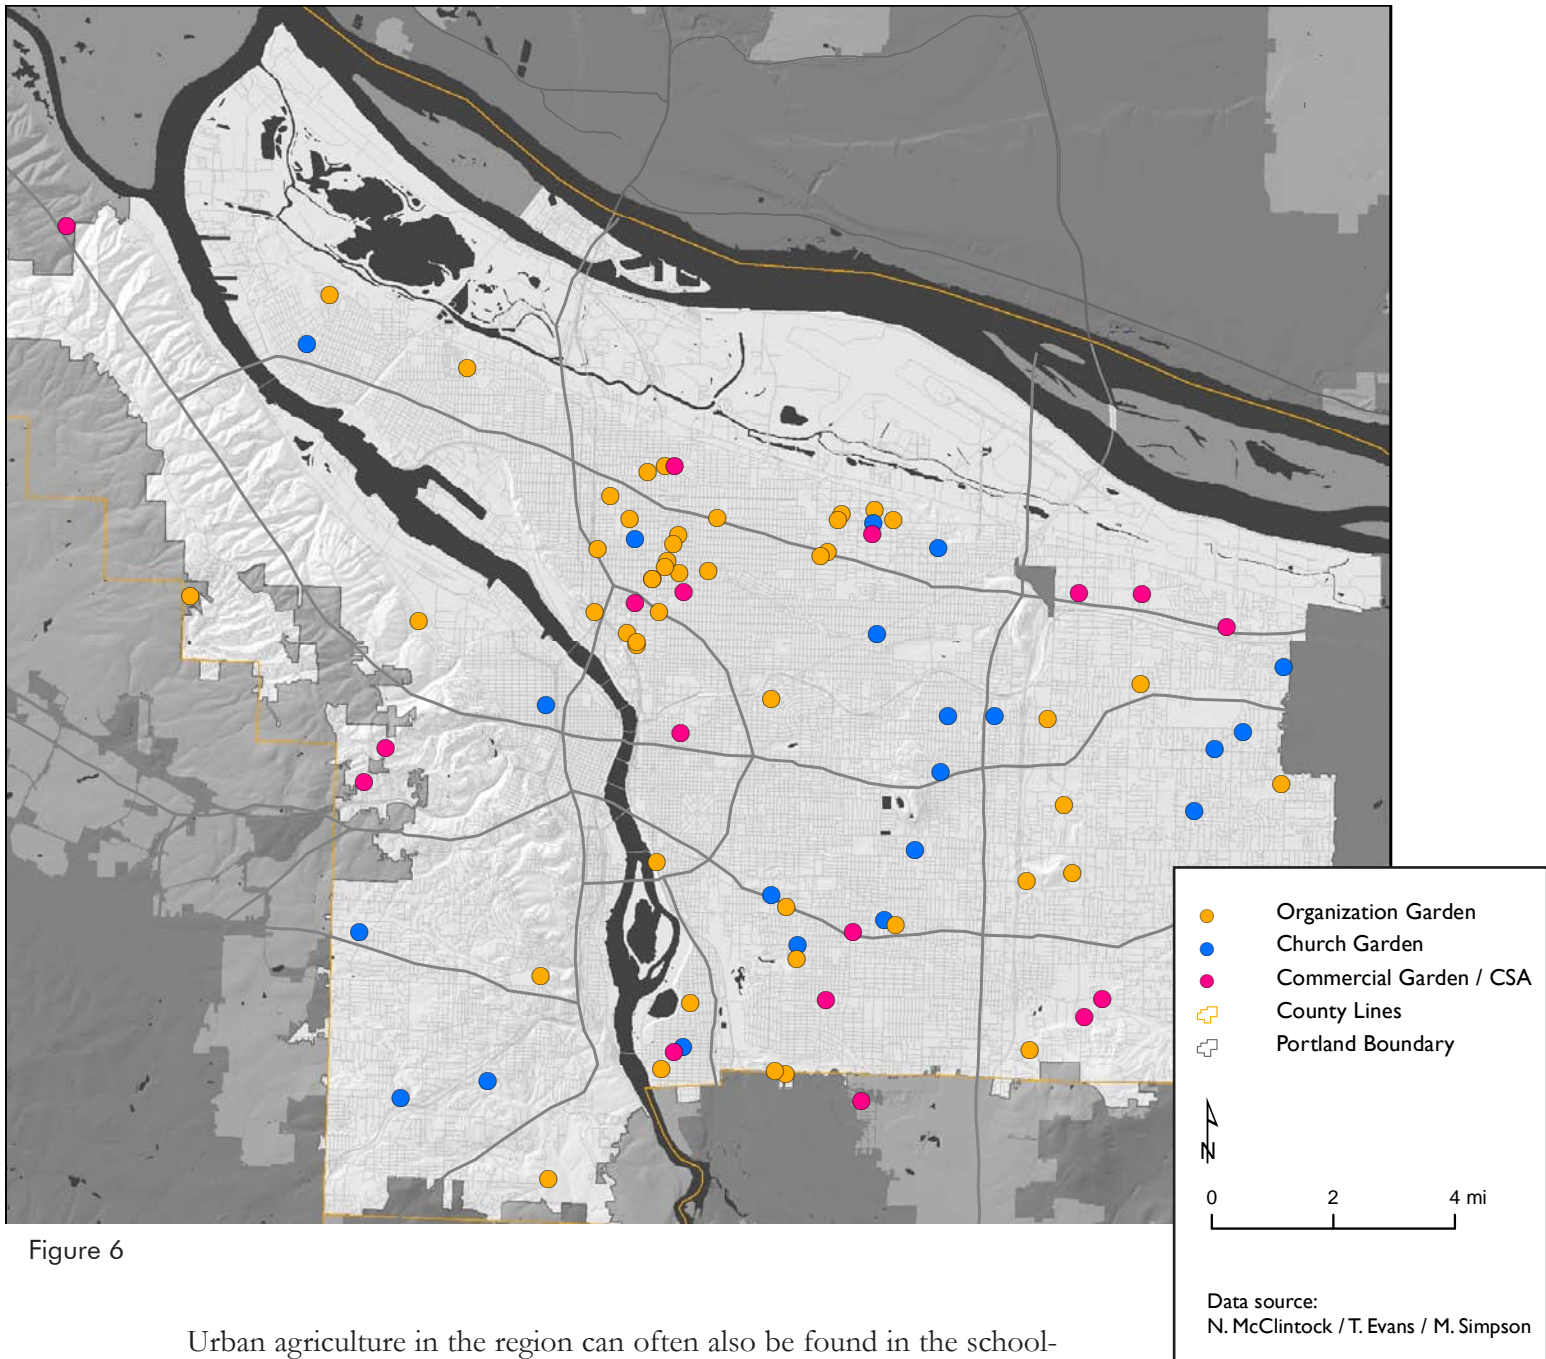 Organization Garden
Church Garden
Commercial Garden / CSA
County Lines
Portland Boundary
N
0 2 4 mi
Data source:
N. McClintock / T. Evans / M. Simpson
Figure 6
Urban agriculture in the region can often also be found in the school-